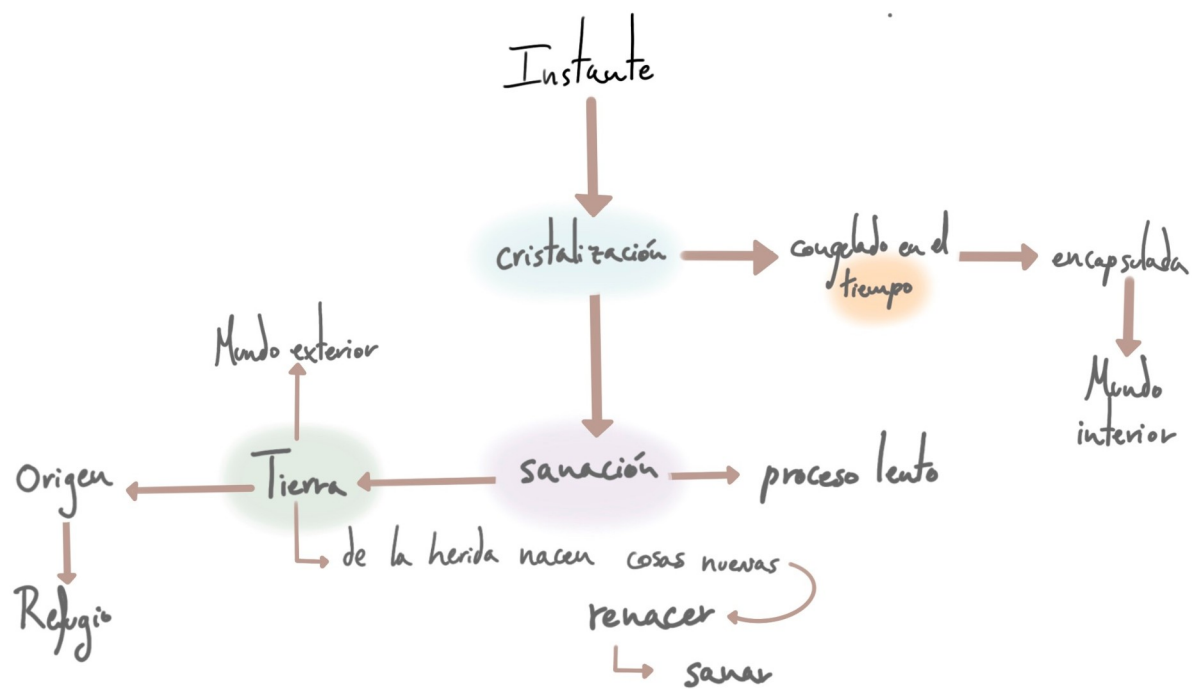 Instante
cristalización
congelado en el
tiempo
encapsulada
Mundo
interior
Mundo exterior
sanación
proceso lento
Tierra
Origen
Refugio
de la herida nacen cosas nuevas
renacer
sanar